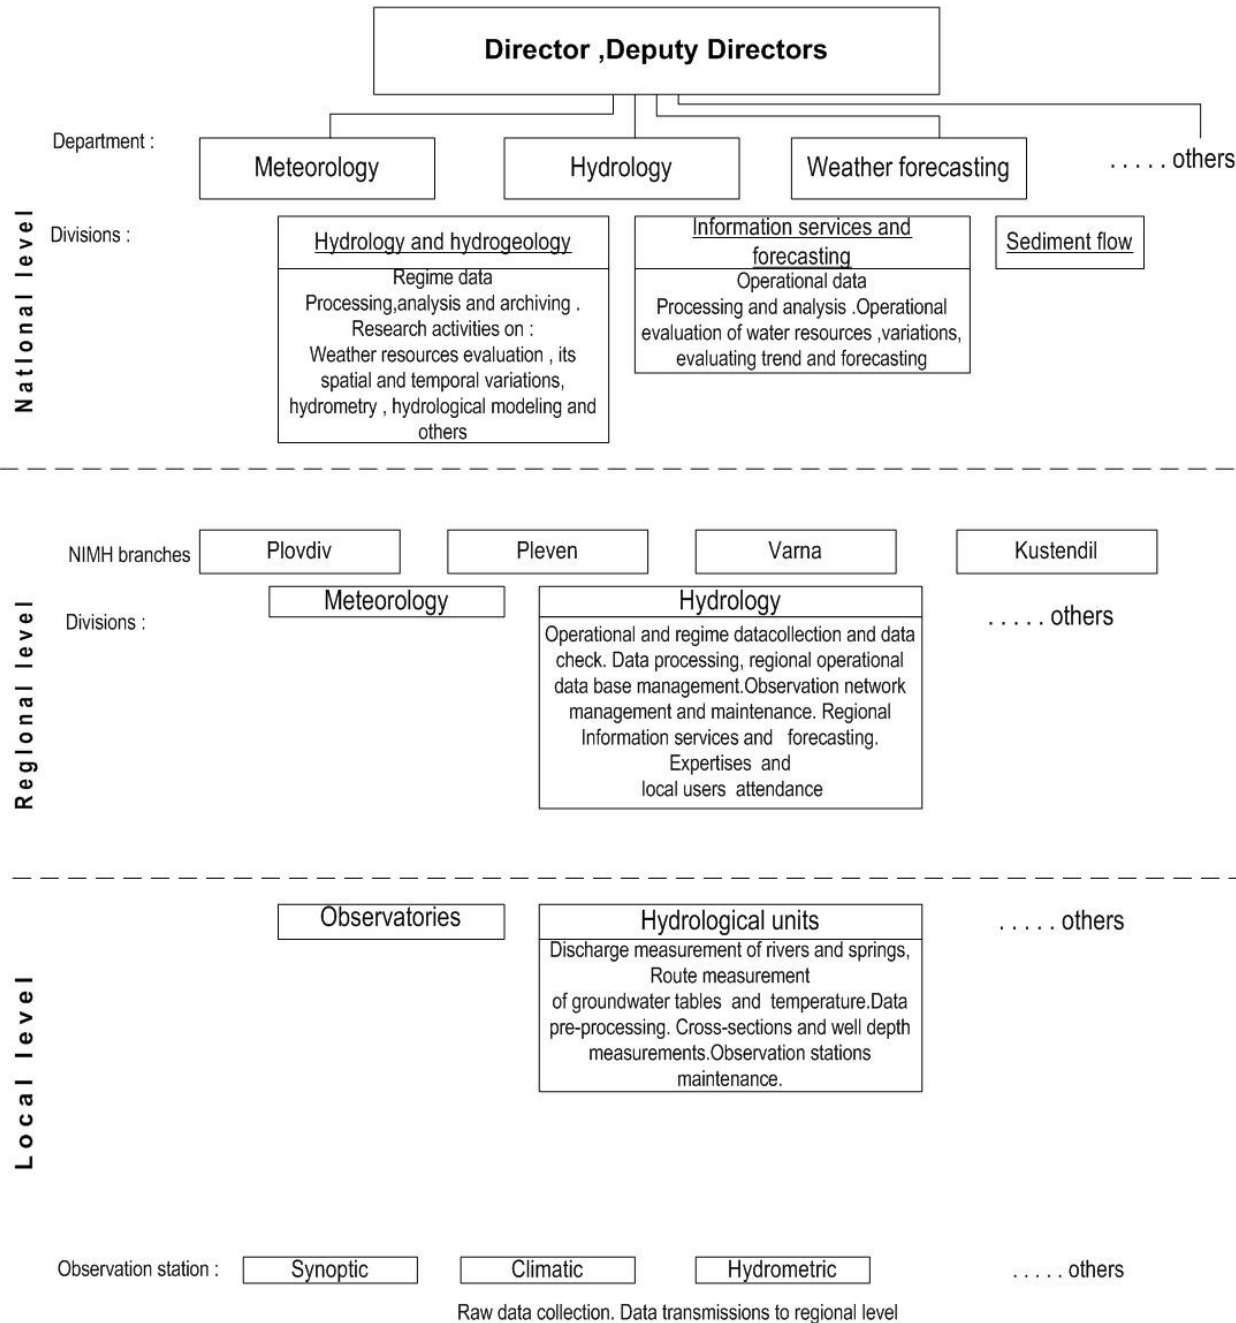 Director ,Deputy Directors
Department :
Meteorology
Hydrology
Weather forecasting
. . . . . others
National level
Divisions :
Hydrology and hydrogeology
Regime data
Processing,analysis and archiving .
Research activities on :
Weather resources evaluation , its
spatial and temporal variations,
hydrometry , hydrological modeling and
others
Information services and
forecasting
Operational data
Processing and analysis .Operational
evaluation of water resources ,variations,
evaluating trend and forecasting
Sediment flow
Regional level
NIMH branches
Plovdiv
Pleven
Varna
Kustendil
Divisions :
Meteorology
Hydrology
Operational and regime datacollection and data
check. Data processing, regional operational
data base management.Observation network
management and maintenance. Regional
Information services and forecasting.
Expertises and
local users attendance
. . . . . others
Local level
Observatories
Hydrological units
Discharge measurement of rivers and springs,
Route measurement
of groundwater tables and temperature.Data
pre-processing. Cross-sections and well depth
measurements.Observation stations
maintenance.
. . . . . others
Observation station :
Synoptic
Climatic
Hydrometric
. . . . . others
Raw data collection. Data transmissions to regional level